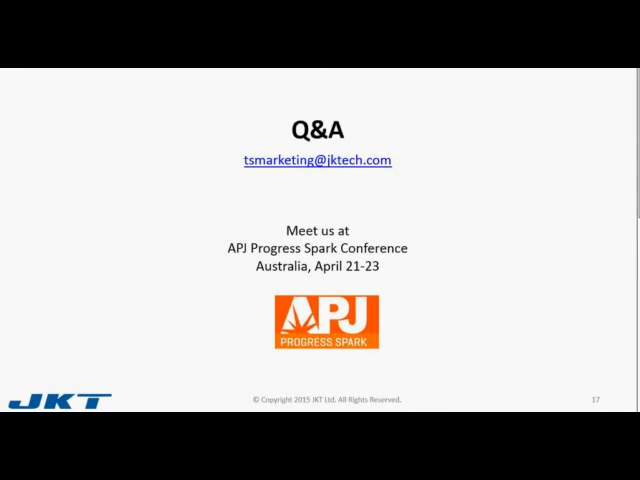 Q&A
tsmarketing@jktech.com
Meet us at
APJ Progress Spark Conference
Australia, April 21-23
APJ
PROGRESS SPARK
JKT
© Copyright 2015 JKT Ltd. All Rights Reserved.
17